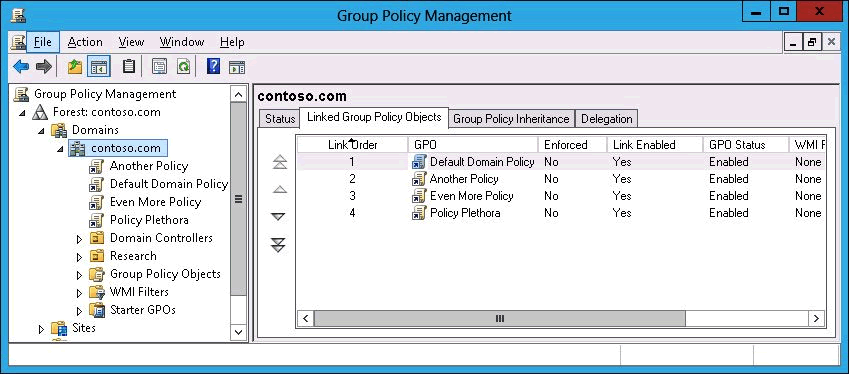 Group Policy Management
File Action View Window Help
Group Policy Management
Forest: contoso.com
Domains
contoso.com
Another Policy
Default Domain Policy
Even More Policy
Policy Plethora
Domain Controllers
Research
Group Policy Objects
WMI Filters
Starter GPOs
Sites
contoso.com
Status Linked Group Policy Objects Group Policy Inheritance Delegation
Link Order GPO Enforced Link Enabled GPO Status WMI F
1 Default Domain Policy No Yes Enabled None
2 Another Policy No Yes Enabled None
3 Even More Policy No Yes Enabled None
4 Policy Plethora No Yes Enabled None